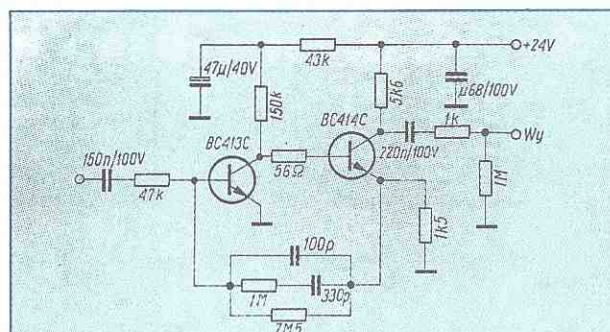 +24V
43k
47µ/40V
µ68/100V
150k
5k6
1k
BC413C
BC414C
Wy
150n/100V
56Ω
220n/100V
47k
1M
1k5
100p
1M
330p
7M5